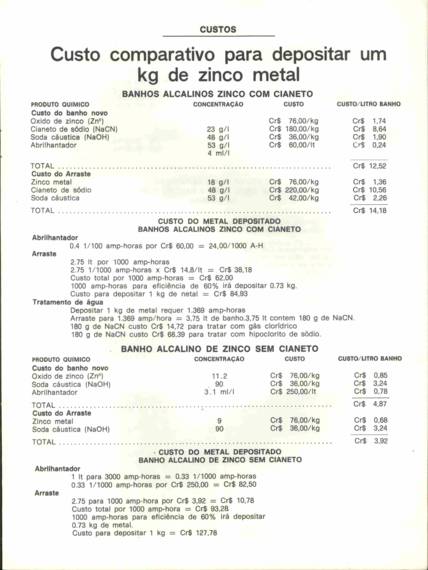 CUSTOS
Custo comparativo para depositar um
kg de zinco metal
BANHOS ALCALINOS ZINCO COM CIANETO
PRODUTO QUIMICO CONCENTRAÇÃO CUSTO CUSTO/LITRO BANHO
Custo do banho novo
Oxido de zinco (Znº) Cr$ 76,00/kg Cr$ 1,74
Cianeto de sódio (NaCN) 23 g/l Cr$ 180,00/kg Cr$ 8,64
Soda cáustica (NaOH) 48 g/l Cr$ 36,00/kg Cr$ 1,90
Abrilhantador 53 g/l Cr$ 60,00/lt Cr$ 0,24
4 ml/l
TOTAL Cr$ 12,52
Custo do Arraste
Zinco metal 18 g/l Cr$ 76,00/kg Cr$ 1,36
Cianeto de sódio 48 g/l Cr$ 220,00/kg Cr$ 10,56
Soda cáustica 53 g/l Cr$ 42,00/kg Cr$ 2,26
TOTAL Cr$ 14,18
CUSTO DO METAL DEPOSITADO
BANHOS ALCALINOS ZINCO COM CIANETO
Abrilhantador
0.4 1/100 amp-horas por Cr$ 60,00 = 24,00/1000 A-H
Arraste
2.75 lt por 1000 amp-horas
2.75 1/1000 amp-horas x Cr$ 14,8/lt = Cr$ 38,18
Custo total por 1000 amp-horas = Cr$ 62,00
1000 amp-horas para eficiência de 60% irá depositar 0.73 kg.
Custo para depositar 1 kg de netal = Cr$ 84,93
Tratamento de água
Depositar 1 kg de metal requer 1.369 amp-horas
Arraste para 1.369 amp/hora = 3.75 lt de banho.3,75 lt contem 180 g de NaCN.
180 g de NaCN custo Cr$ 14,72 para tratar com gás clorídrico
180 g de NaCN custo Cr$ 68,39 para tratar com hipoclorito de sódio.
BANHO ALCALINO DE ZINCO SEM CIANETO
PRODUTO QUIMICO CONCENTRAÇÃO CUSTO CUSTO/LITRO BANHO
Custo do banho novo
Oxido de zinco (Znº) 11.2 Cr$ 76,00/kg Cr$ 0,85
Soda cáustica (NaOH) 90 Cr$ 36,00/kg Cr$ 3,24
Abrilhantador 3.1 ml/l Cr$ 250,00/lt Cr$ 0,78
TOTAL Cr$ 4,87
Custo do Arraste
Zinco metal 9 Cr$ 76,00/kg Cr$ 0,68
Soda cáustica (NaOH) 90 Cr$ 36,00/kg Cr$ 3,24
TOTAL Cr$ 3,92
CUSTO DO METAL DEPOSITADO
BANHO ALCALINO DE ZINCO SEM CIANETO
Abrilhantador
1 lt para 3000 amp-horas = 0.33 1/1000 amp-horas
0.33 1/1000 amp-horas por Cr$ 250,00 = Cr$ 82,50
Arraste
2.75 para 1000 amp-hora por Cr$ 3,92 = Cr$ 10,78
Custo total por 1000 amp-hora = Cr$ 93,28
1000 amp-horas para eficiência de 60% irá depositar
0.73 kg de metal.
Custo para depositar 1 kg = Cr$ 127,78